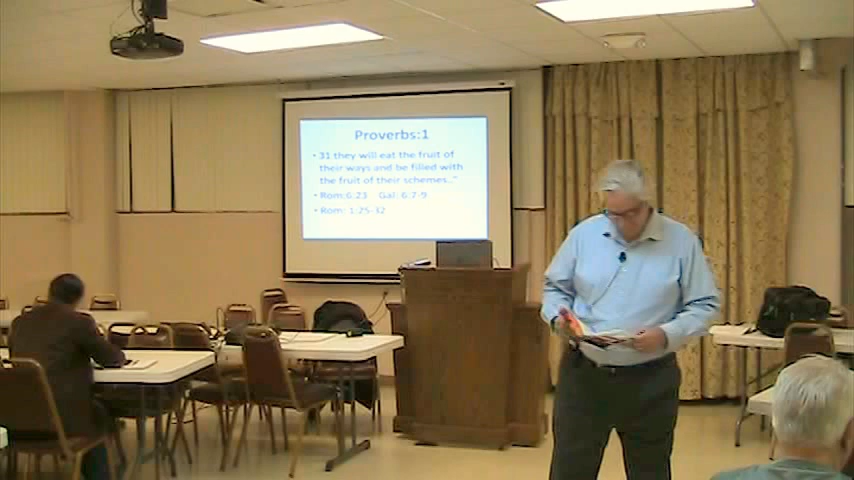 Proverbs:1
• 31 they will eat the fruit of
their ways and be filled with
the fruit of their schemes.."
• Rom:6:23 Gal: 6:7-9
• Rom: 1:25-32